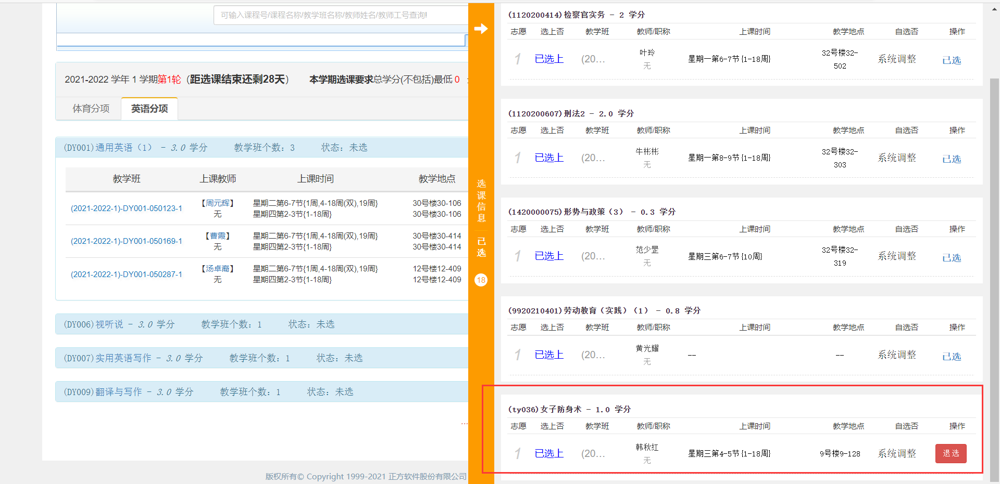 可输入课程号/课程名称/教学班名称/教师姓名/教师工号查询!
2021-2022 学年 1 学期第1轮（距选课结束还剩28天） 本学期选课要求总学分(不包括)最低 0
体育分项 英语分项
(DY001)通用英语（1） - 3.0 学分 教学班个数：3 状态：未选
教学班 上课教师 上课时间 教学地点
(2021-2022-1)-DY001-050123-1 【周元辉】 星期二第6-7节{1周,4-18周(双),19周} 30号楼30-106
无 星期四第2-3节{1-18周} 30号楼30-106
(2021-2022-1)-DY001-050169-1 【曹霞】 星期二第6-7节{1周,4-18周(双),19周} 30号楼30-414
无 星期四第2-3节{1-18周} 30号楼30-414
(2021-2022-1)-DY001-050287-1 【汤卓裔】 星期二第6-7节{1周,4-18周(双),19周} 12号楼12-409
无 星期四第2-3节{1-18周} 12号楼12-409
(DY006)视听说 - 3.0 学分 教学班个数：1 状态：未选
(DY007)实用英语写作 - 3.0 学分 教学班个数：1 状态：未选
(DY009)翻译与写作 - 3.0 学分 教学班个数：1 状态：未选
...
版权所有© Copyright 1999-2021 正方软件股份有限公司
选课信息
已选
18
(1120200414)检察官实务 - 2 学分
志愿 选上否 教学班 教师/职称 上课时间 教学地点 自选否 操作
1 已选上 (20... 叶玲 星期一第6-7节{1-18周} 32号楼32- 系统调整 已选
无 502
(1120200607)刑法2 - 2.0 学分
志愿 选上否 教学班 教师/职称 上课时间 教学地点 自选否 操作
1 已选上 (20... 牛彬彬 星期一第8-9节{1-18周} 32号楼32- 系统调整 已选
无 303
(1420000075)形势与政策（3） - 0.3 学分
志愿 选上否 教学班 教师/职称 上课时间 教学地点 自选否 操作
1 已选上 (20... 范少罡 星期三第6-7节{10周} 32号楼32- 系统调整 已选
无 319
(9920210401)劳动教育（实践）（1） - 0.8 学分
志愿 选上否 教学班 教师/职称 上课时间 教学地点 自选否 操作
1 已选上 (20... 黄光耀 -- -- 系统调整 已选
无
(ty036)女子防身术 - 1.0 学分
志愿 选上否 教学班 教师/职称 上课时间 教学地点 自选否 操作
1 已选上 (20... 韩秋红 星期三第4-5节{1-18周} 9号楼9-128 系统调整 退选
无